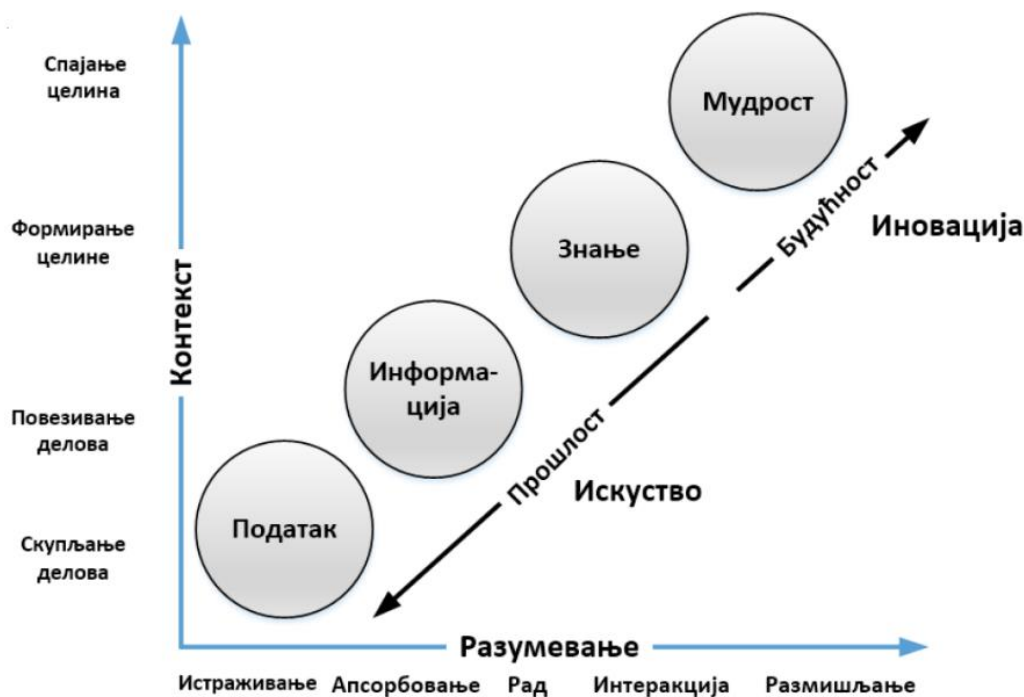 Спајање
целина
Мудрост
Формирање
целине
Знање
Будућност
Иновација
Контекст
Информа-
ција
Повезивање
делова
Прошлост
Искуство
Податак
Скупљање
делова
Разумевање
Истраживање Апсорбовање Рад Интеракција Размишљање